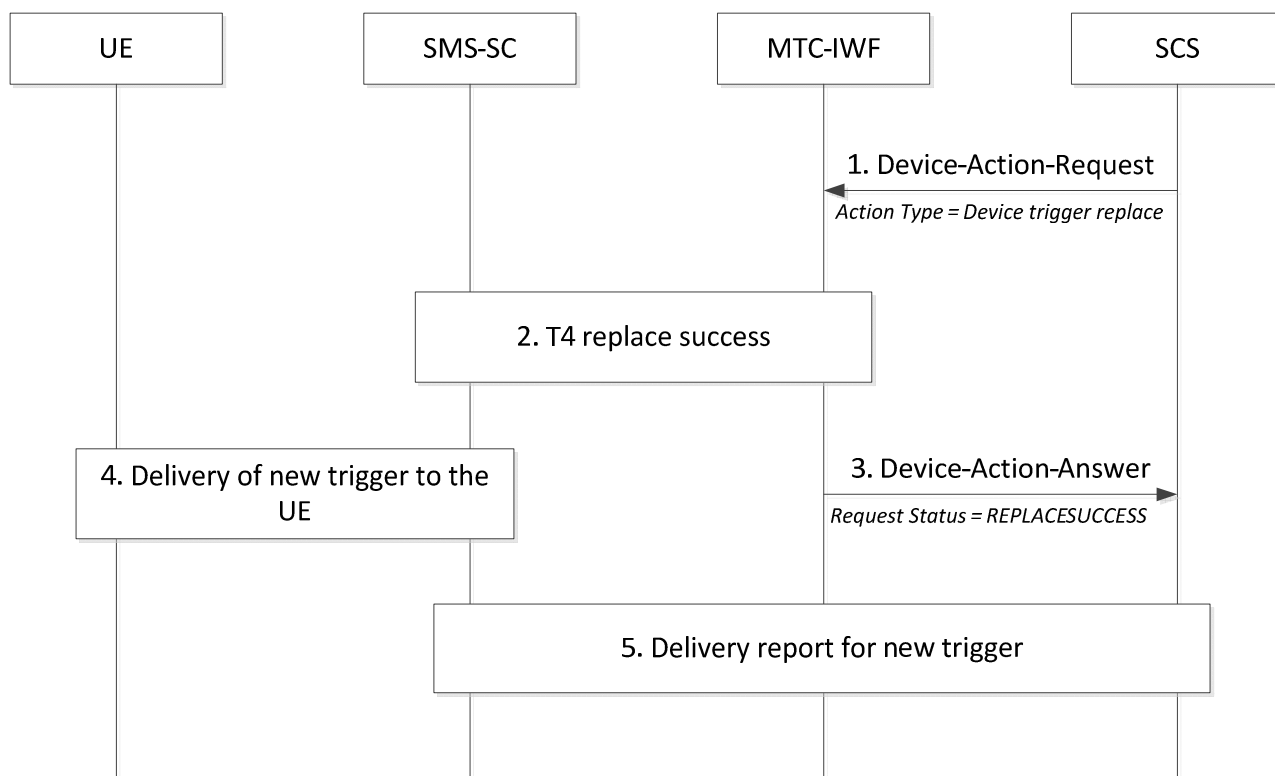 UE
SMS-SC
MTC-IWF
SCS
1. Device-Action-Request
Action Type = Device trigger replace
2. T4 replace success
4. Delivery of new trigger to the
UE
3. Device-Action-Answer
Request Status = REPLACESUCCESS
5. Delivery report for new trigger